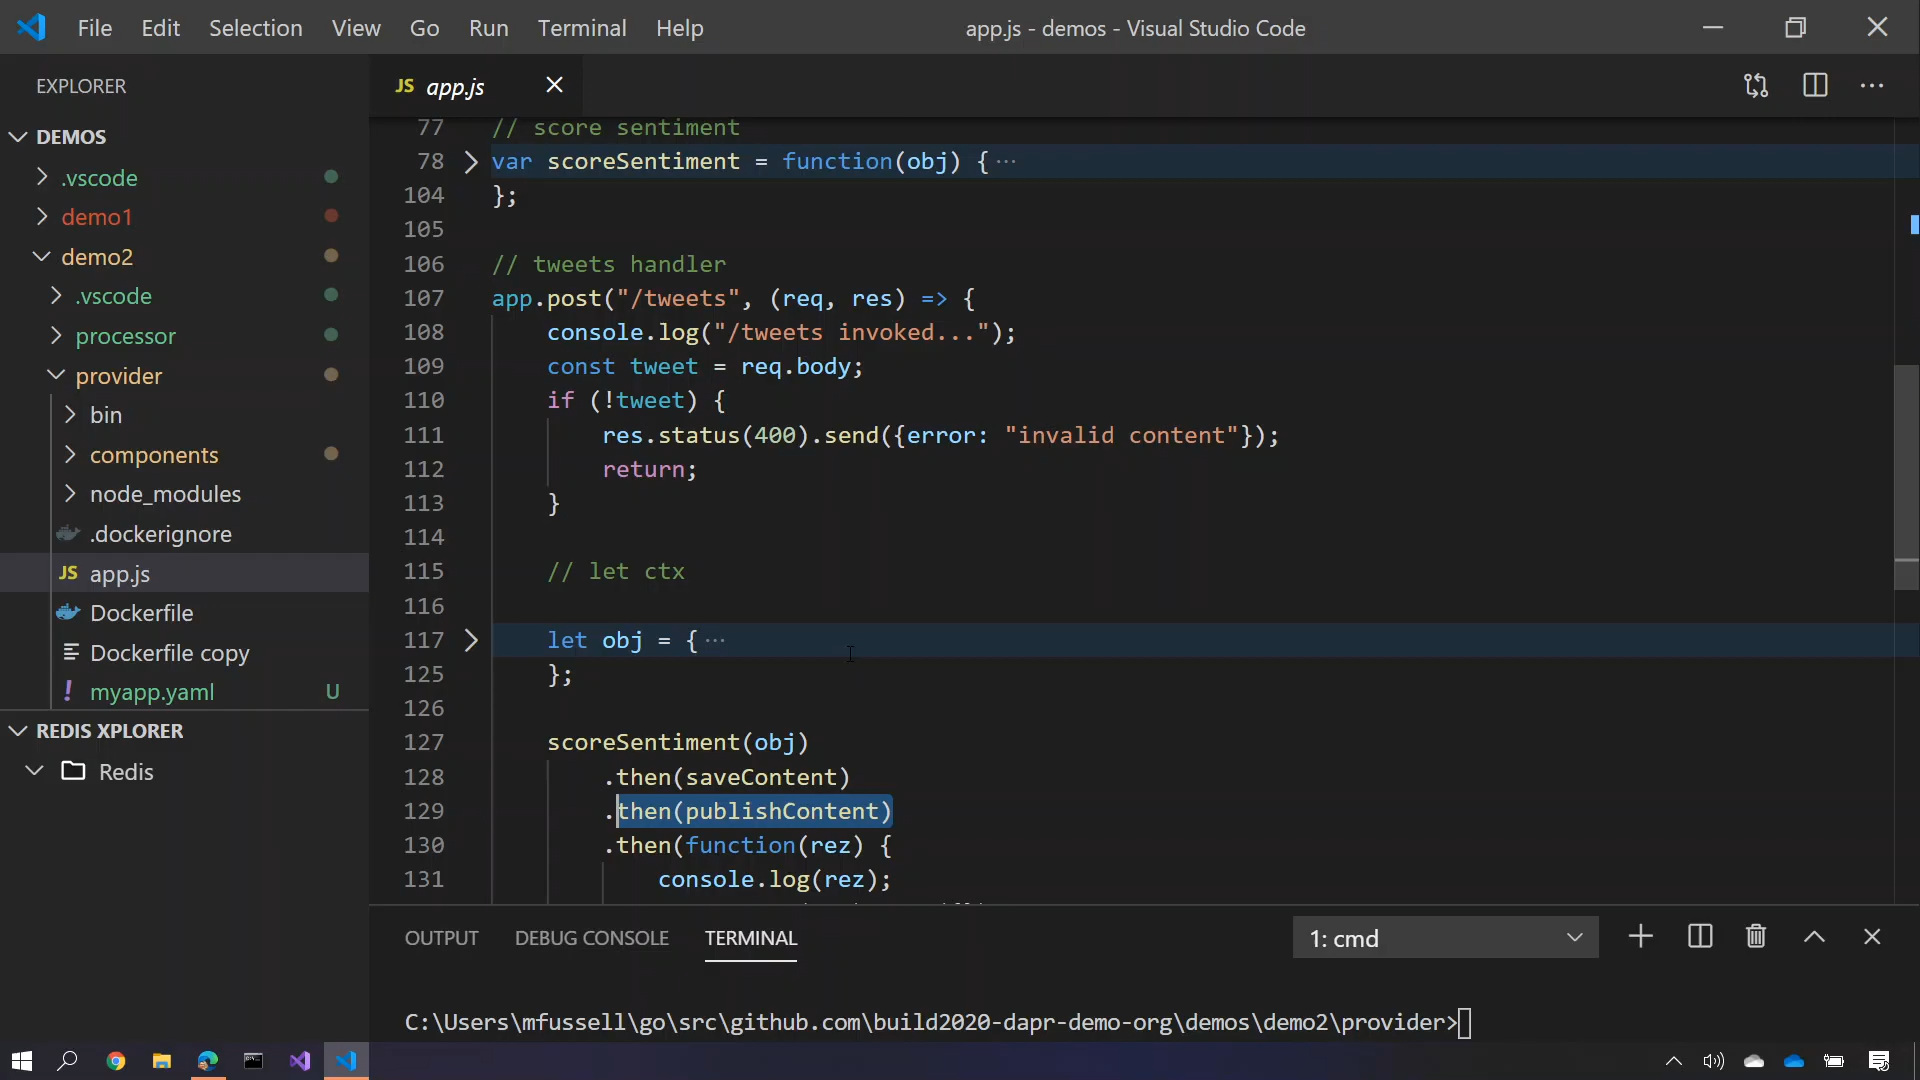 File Edit Selection View Go Run Terminal Help
app.js - demos - Visual Studio Code
EXPLORER
DEMOS
.vscode
demo1
demo2
.vscode
processor
provider
bin
components
node_modules
.dockerignore
JS app.js
Dockerfile
Dockerfile copy
! myapp.yaml U
REDIS XPLORER
Redis
JS app.js
77 // score sentiment
78 var scoreSentiment = function(obj) {···
104 };
105
106 // tweets handler
107 app.post("/tweets", (req, res) => {
108 console.log("/tweets invoked...");
109 const tweet = req.body;
110 if (!tweet) {
111 res.status(400).send({error: "invalid content"});
112 return;
113 }
114
115 // let ctx
116
117 let obj = {···
125 };
126
127 scoreSentiment(obj)
128 .then(saveContent)
129 .then(publishContent)
130 .then(function(rez) {
131 console.log(rez);
OUTPUT DEBUG CONSOLE TERMINAL
1: cmd
C:\Users\mfussell\go\src\github.com\build2020-dapr-demo-org\demos\demo2\provider>